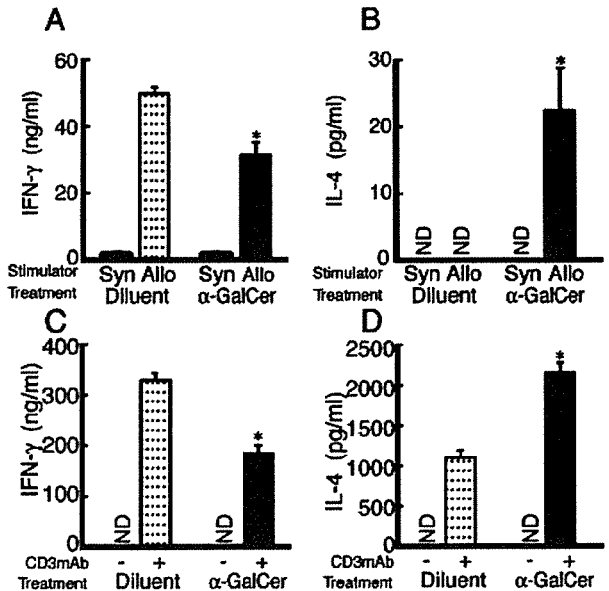 A
IFN-γ (ng/ml)
60
40
20
0
*
Stimulator
Syn Allo
Syn Allo
Treatment
Diluent
α-GalCer
B
IL-4 (pg/ml)
30
20
10
0
ND
ND
ND
*
Stimulator
Syn Allo
Syn Allo
Treatment
Diluent
α-GalCer
C
IFN-γ (ng/ml)
400
300
200
100
0
ND
ND
*
CD3mAb
- +
- +
Treatment
Diluent
α-GalCer
D
IL-4 (pg/ml)
2500
2000
1500
1000
500
0
ND
ND
*
CD3mAb
- +
- +
Treatment
Diluent
α-GalCer